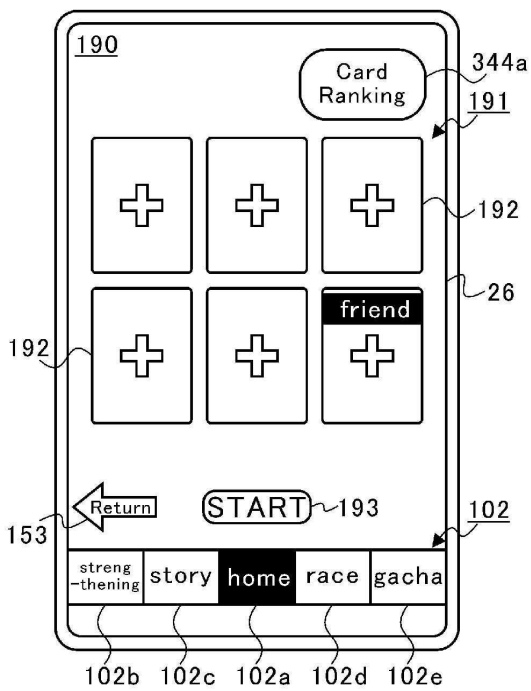 190
Card
Ranking
344a
191
192
26
friend
192
Return
START
193
153
102
streng
-thening
story
home
race
gacha
102b
102c
102a
102d
102e